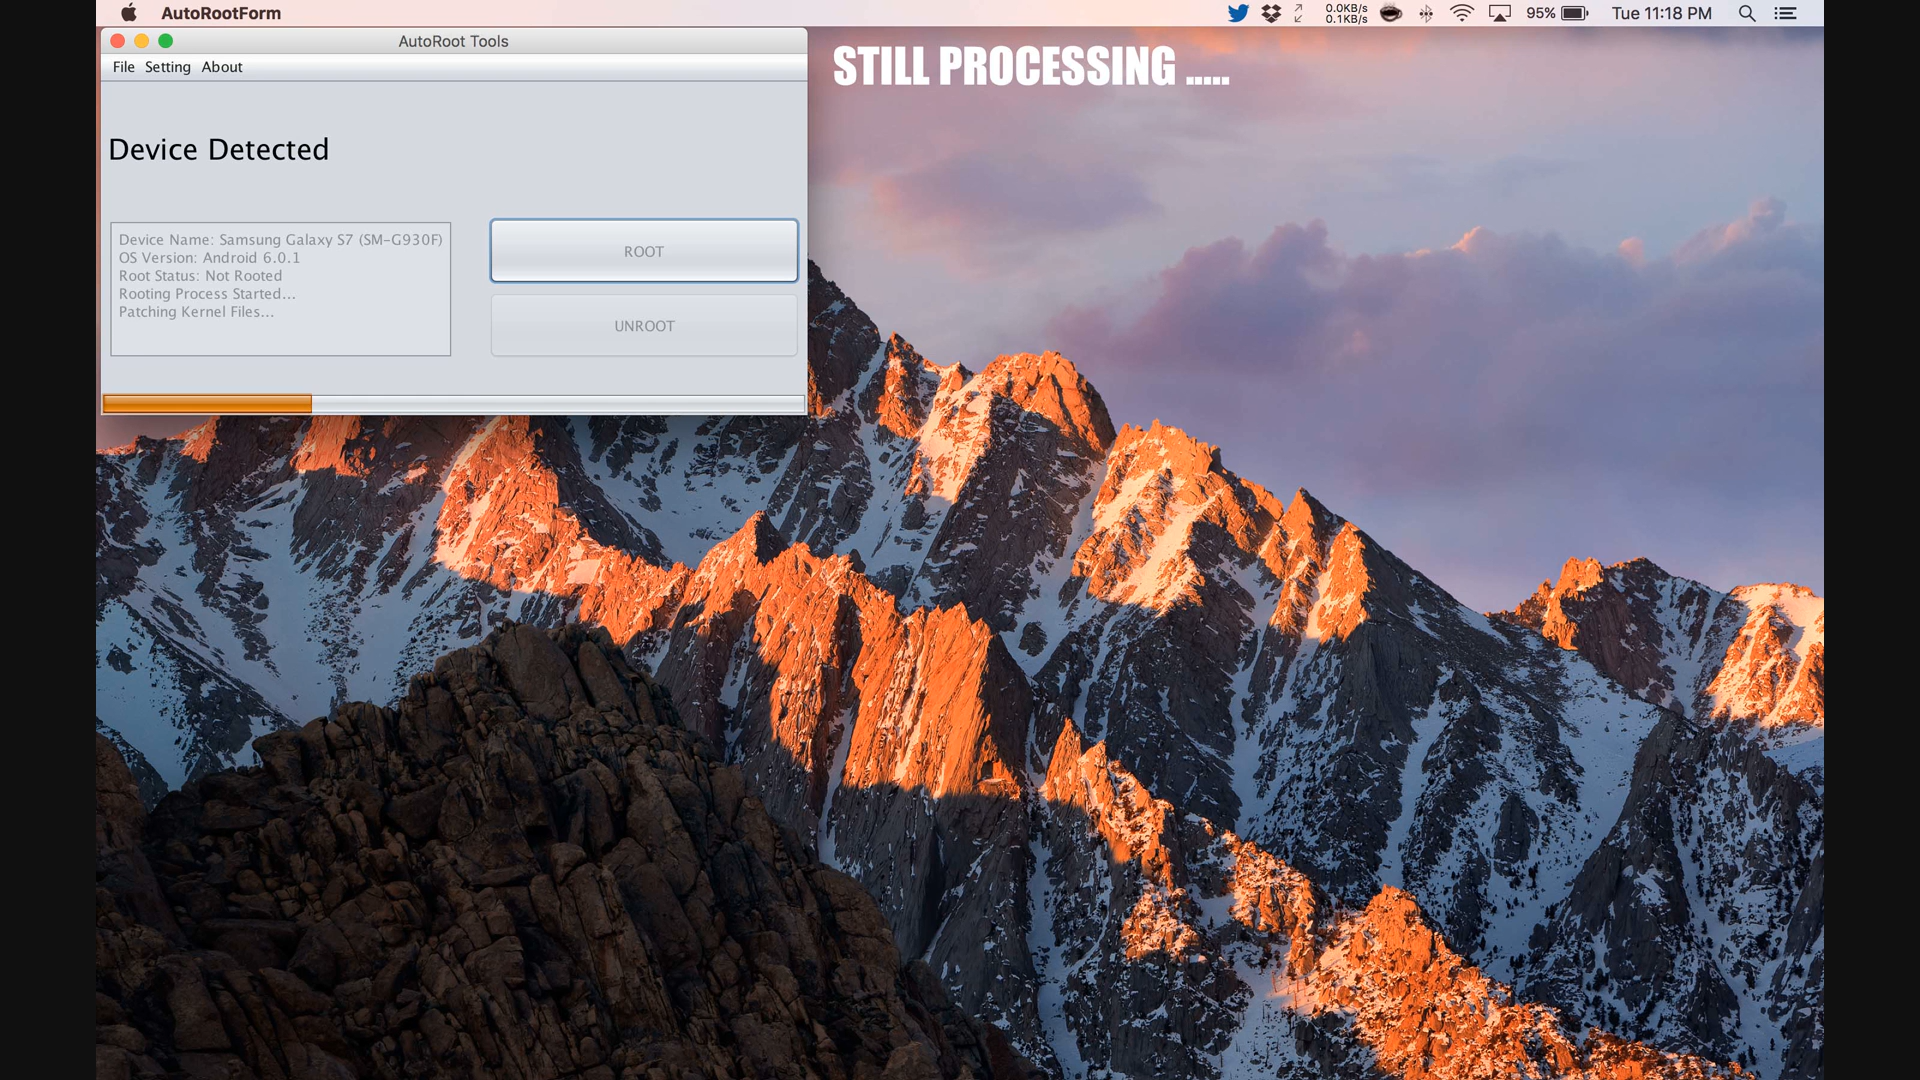 AutoRootForm
0.0KB/s
0.1KB/s
95%
Tue 11:18 PM
AutoRoot Tools
File Setting About
STILL PROCESSING .....
Device Detected
Device Name: Samsung Galaxy S7 (SM-G930F)
OS Version: Android 6.0.1
Root Status: Not Rooted
Rooting Process Started...
Patching Kernel Files...
ROOT
UNROOT